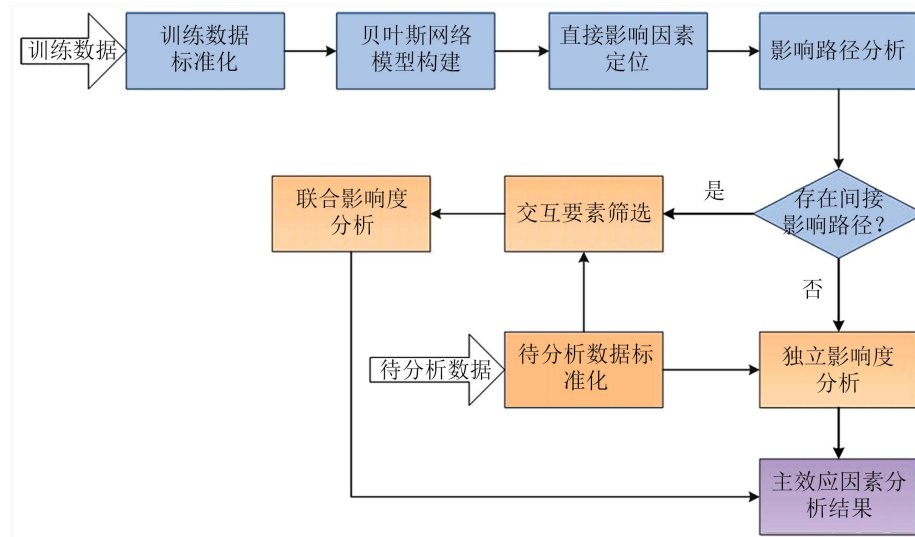 训练数据
训练数据
标准化
贝叶斯网络
模型构建
直接影响因素
定位
影响路径分析
联合影响度
分析
交互要素筛选
是
存在间接
影响路径？
否
待分析数据
待分析数据标
准化
独立影响度
分析
主效应因素分
析结果